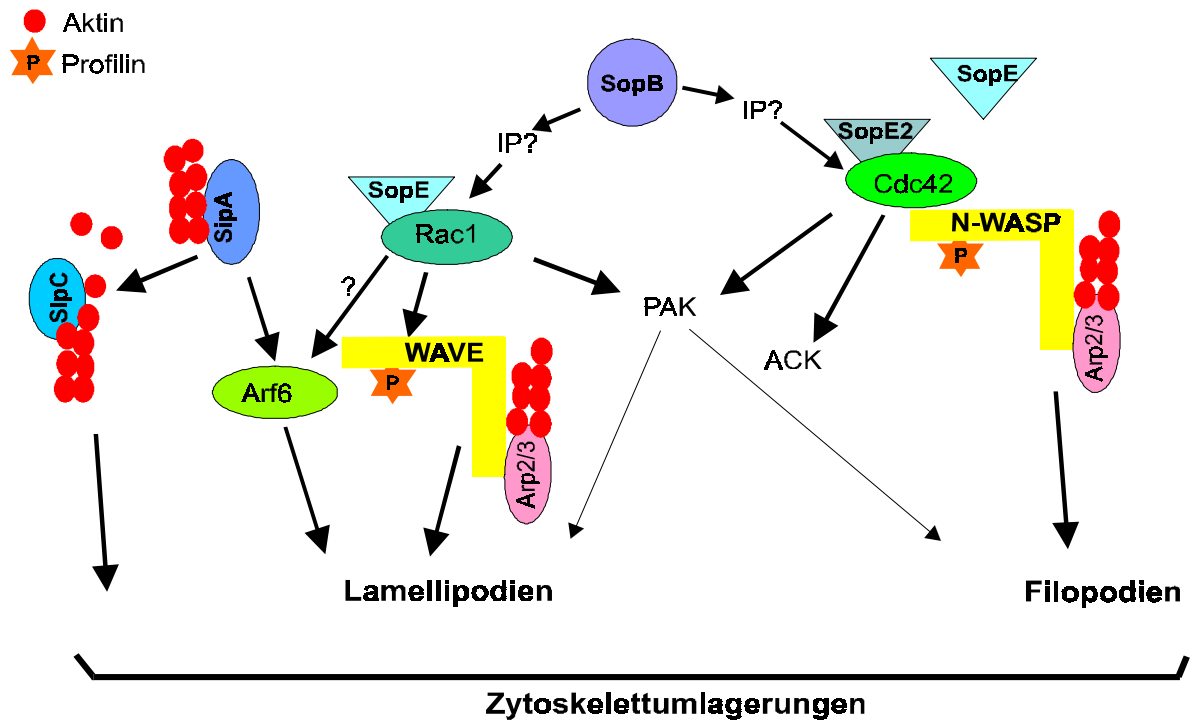 Aktin
P
Profilin
SopB
SopE
IP?
SopE2
IP?
SopE
Cdc42
SipA
Rac1
N-WASP
P
SipC
?
PAK
Arp2/3
WAVE
ACK
P
Arf6
Arp2/3
Lamellipodien
Filopodien
Zytoskelettumlagerungen